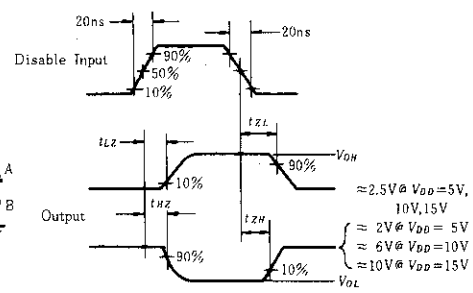 20ns
20ns
Disable Input
90%
50%
10%
tLZ
tZL
VOH
A
10%
90%
B
Output
tHZ
tZH
≈2.5V@ VDD=5V,
10V,15V
≈ 2V@ VDD= 5V
≈ 6V@ VDD=10V
≈10V@ VDD=15V
90%
10%
VOL